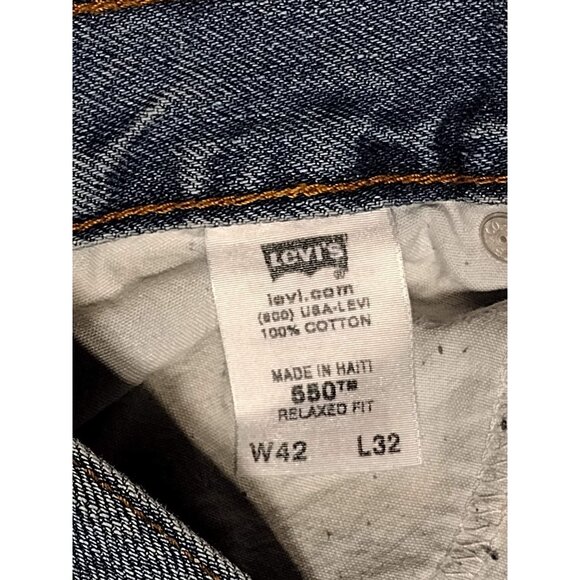 Levi's
levi.com
(800) USA-LEVI
100% COTTON
MADE IN HAITI
550™
RELAXED FIT
W42 L32